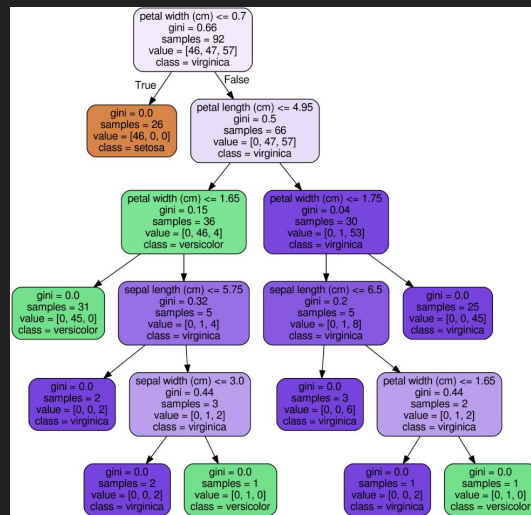 petal width (cm) <= 0.7
gini = 0.66
samples = 92
value = [46, 47, 57]
class = virginica
True
False
gini = 0.0
samples = 26
value = [46, 0, 0]
class = setosa
petal length (cm) <= 4.95
gini = 0.5
samples = 66
value = [0, 47, 57]
class = virginica
petal width (cm) <= 1.65
gini = 0.15
samples = 36
value = [0, 46, 4]
class = versicolor
petal width (cm) <= 1.75
gini = 0.04
samples = 30
value = [0, 1, 53]
class = virginica
gini = 0.0
samples = 31
value = [0, 45, 0]
class = versicolor
sepal length (cm) <= 5.75
gini = 0.32
samples = 5
value = [0, 1, 4]
class = virginica
sepal length (cm) <= 6.5
gini = 0.2
samples = 5
value = [0, 1, 8]
class = virginica
gini = 0.0
samples = 25
value = [0, 0, 45]
class = virginica
gini = 0.0
samples = 2
value = [0, 0, 2]
class = virginica
sepal width (cm) <= 3.0
gini = 0.44
samples = 3
value = [0, 1, 2]
class = virginica
gini = 0.0
samples = 3
value = [0, 0, 6]
class = virginica
petal width (cm) <= 1.65
gini = 0.44
samples = 2
value = [0, 1, 2]
class = virginica
gini = 0.0
samples = 2
value = [0, 0, 2]
class = virginica
gini = 0.0
samples = 1
value = [0, 1, 0]
class = versicolor
gini = 0.0
samples = 1
value = [0, 0, 2]
class = virginica
gini = 0.0
samples = 1
value = [0, 1, 0]
class = versicolor